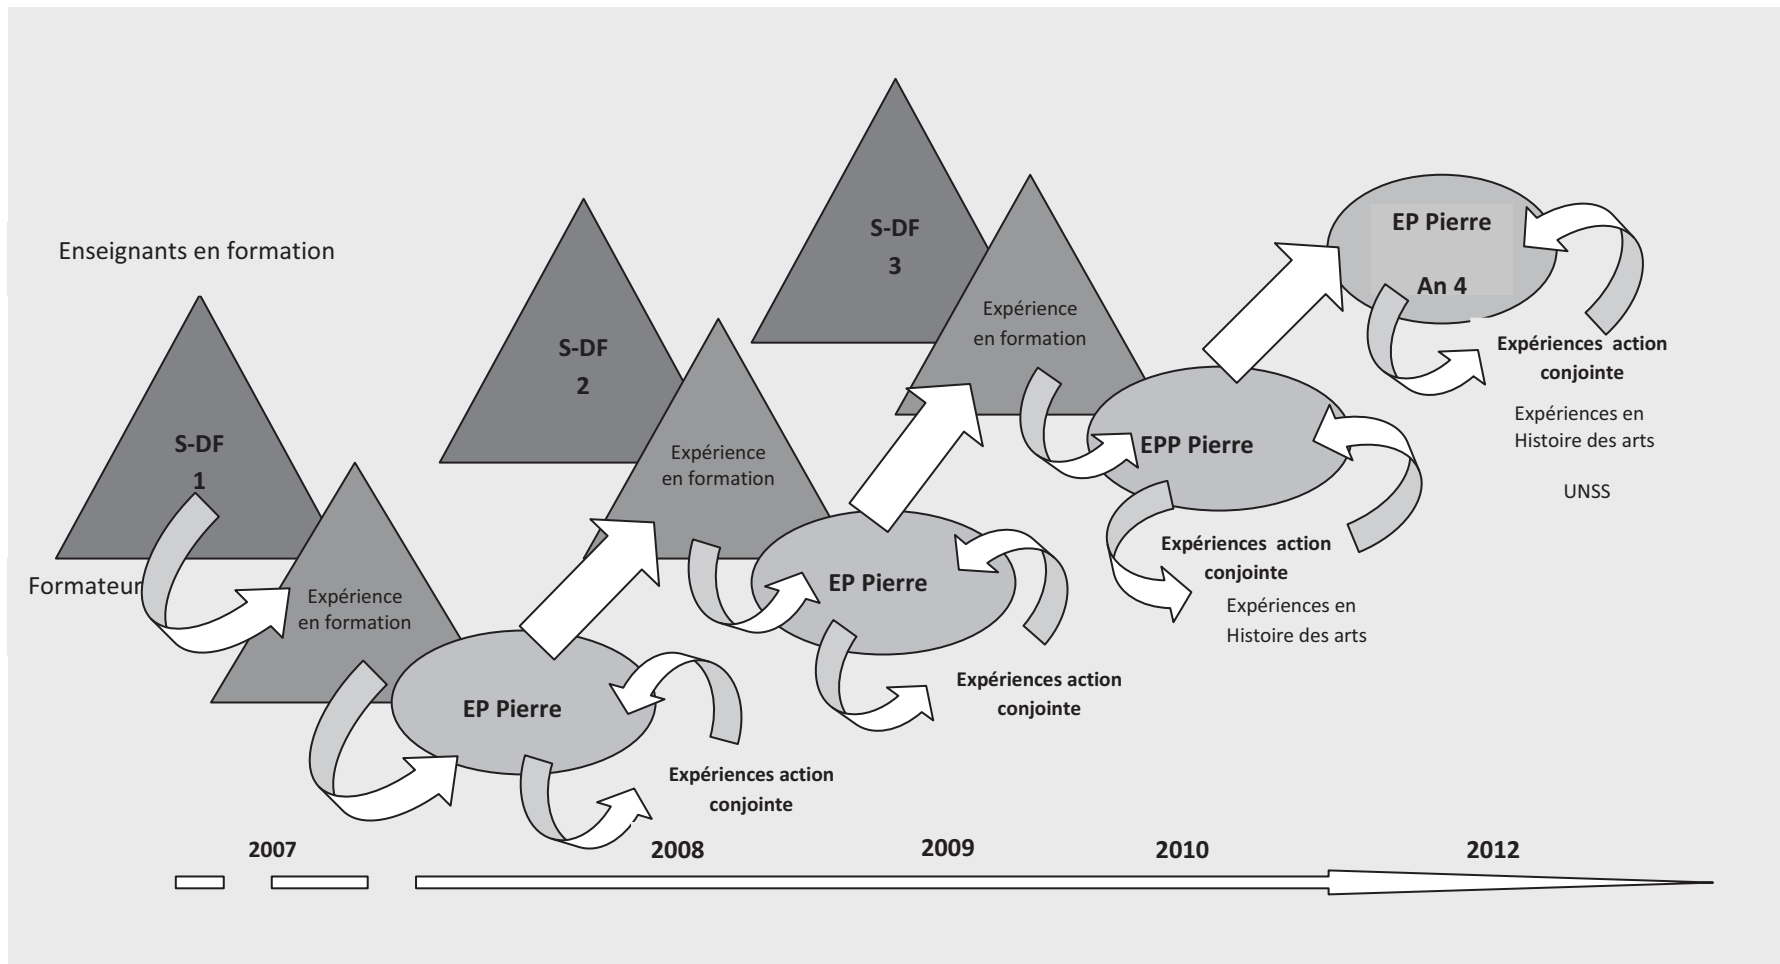 Enseignants en formation
S-DF
1
Formateur
Expérience
en formation
EP Pierre
Expériences action
conjointe
S-DF
2
Expérience
en formation
EP Pierre
Expériences action
conjointe
S-DF
3
Expérience
en formation
EPP Pierre
Expériences action
conjointe
Expériences en
Histoire des arts
EP Pierre
An 4
Expériences action
conjointe
Expériences en
Histoire des arts
UNSS
2007
2008
2009
2010
2012